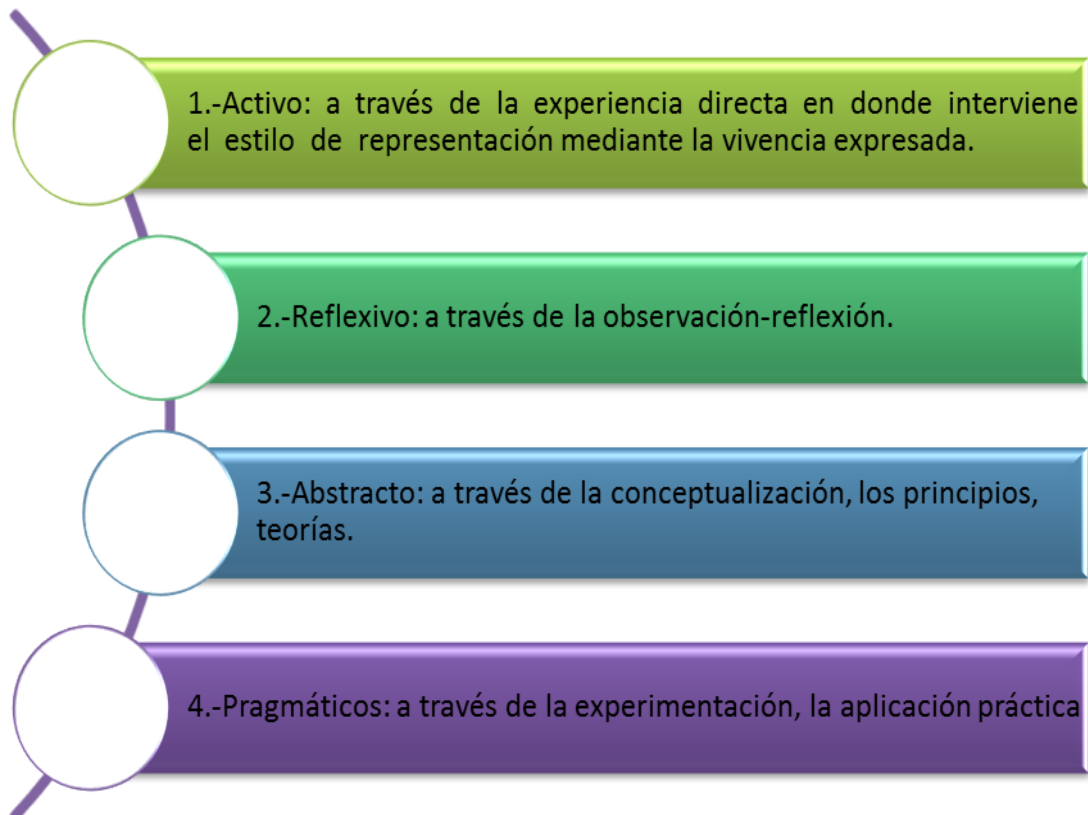 1.-Activo: a través de la experiencia directa en donde interviene
el estilo de representación mediante la vivencia expresada.
2.-Reflexivo: a través de la observación-reflexión.
3.-Abstracto: a través de la conceptualización, los principios,
teorías.
4.-Pragmáticos: a través de la experimentación, la aplicación práctica